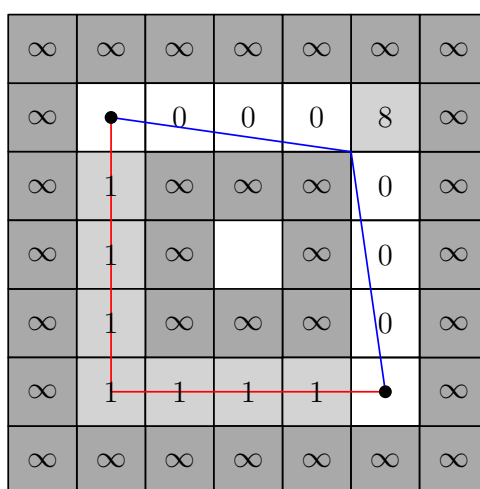 ∞ ∞ ∞ ∞ ∞ ∞ ∞
∞ 0 0 0 8 ∞
∞ 1 ∞ ∞ ∞ 0 ∞
∞ 1 ∞ ∞ 0 ∞
∞ 1 ∞ ∞ ∞ 0 ∞
∞ 1 1 1 1 ∞
∞ ∞ ∞ ∞ ∞ ∞ ∞